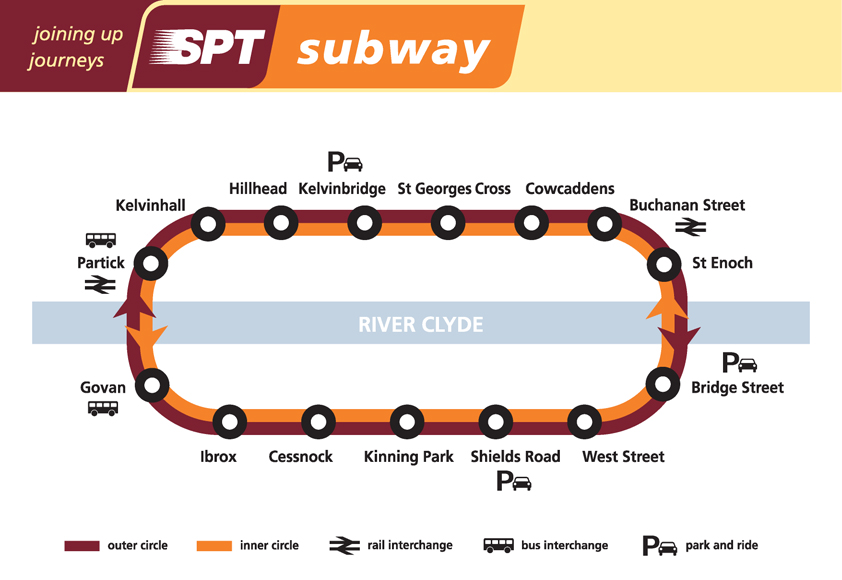 joining up
journeys
SPT subway
P
Hillhead Kelvinbridge St Georges Cross Cowcaddens
Kelvinhall
Buchanan Street
Partick
St Enoch
RIVER CLYDE
P
Govan
Bridge Street
Ibrox Cessnock Kinning Park Shields Road West Street
P
outer circle inner circle rail interchange bus interchange P park and ride